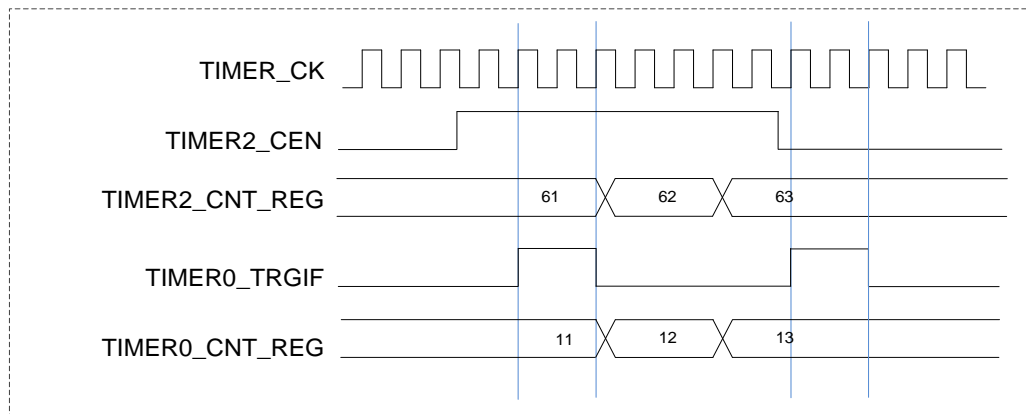 TIMER_CK
TIMER2_CEN
TIMER2_CNT_REG 61 62 63
TIMER0_TRGIF
TIMER0_CNT_REG 11 12 13